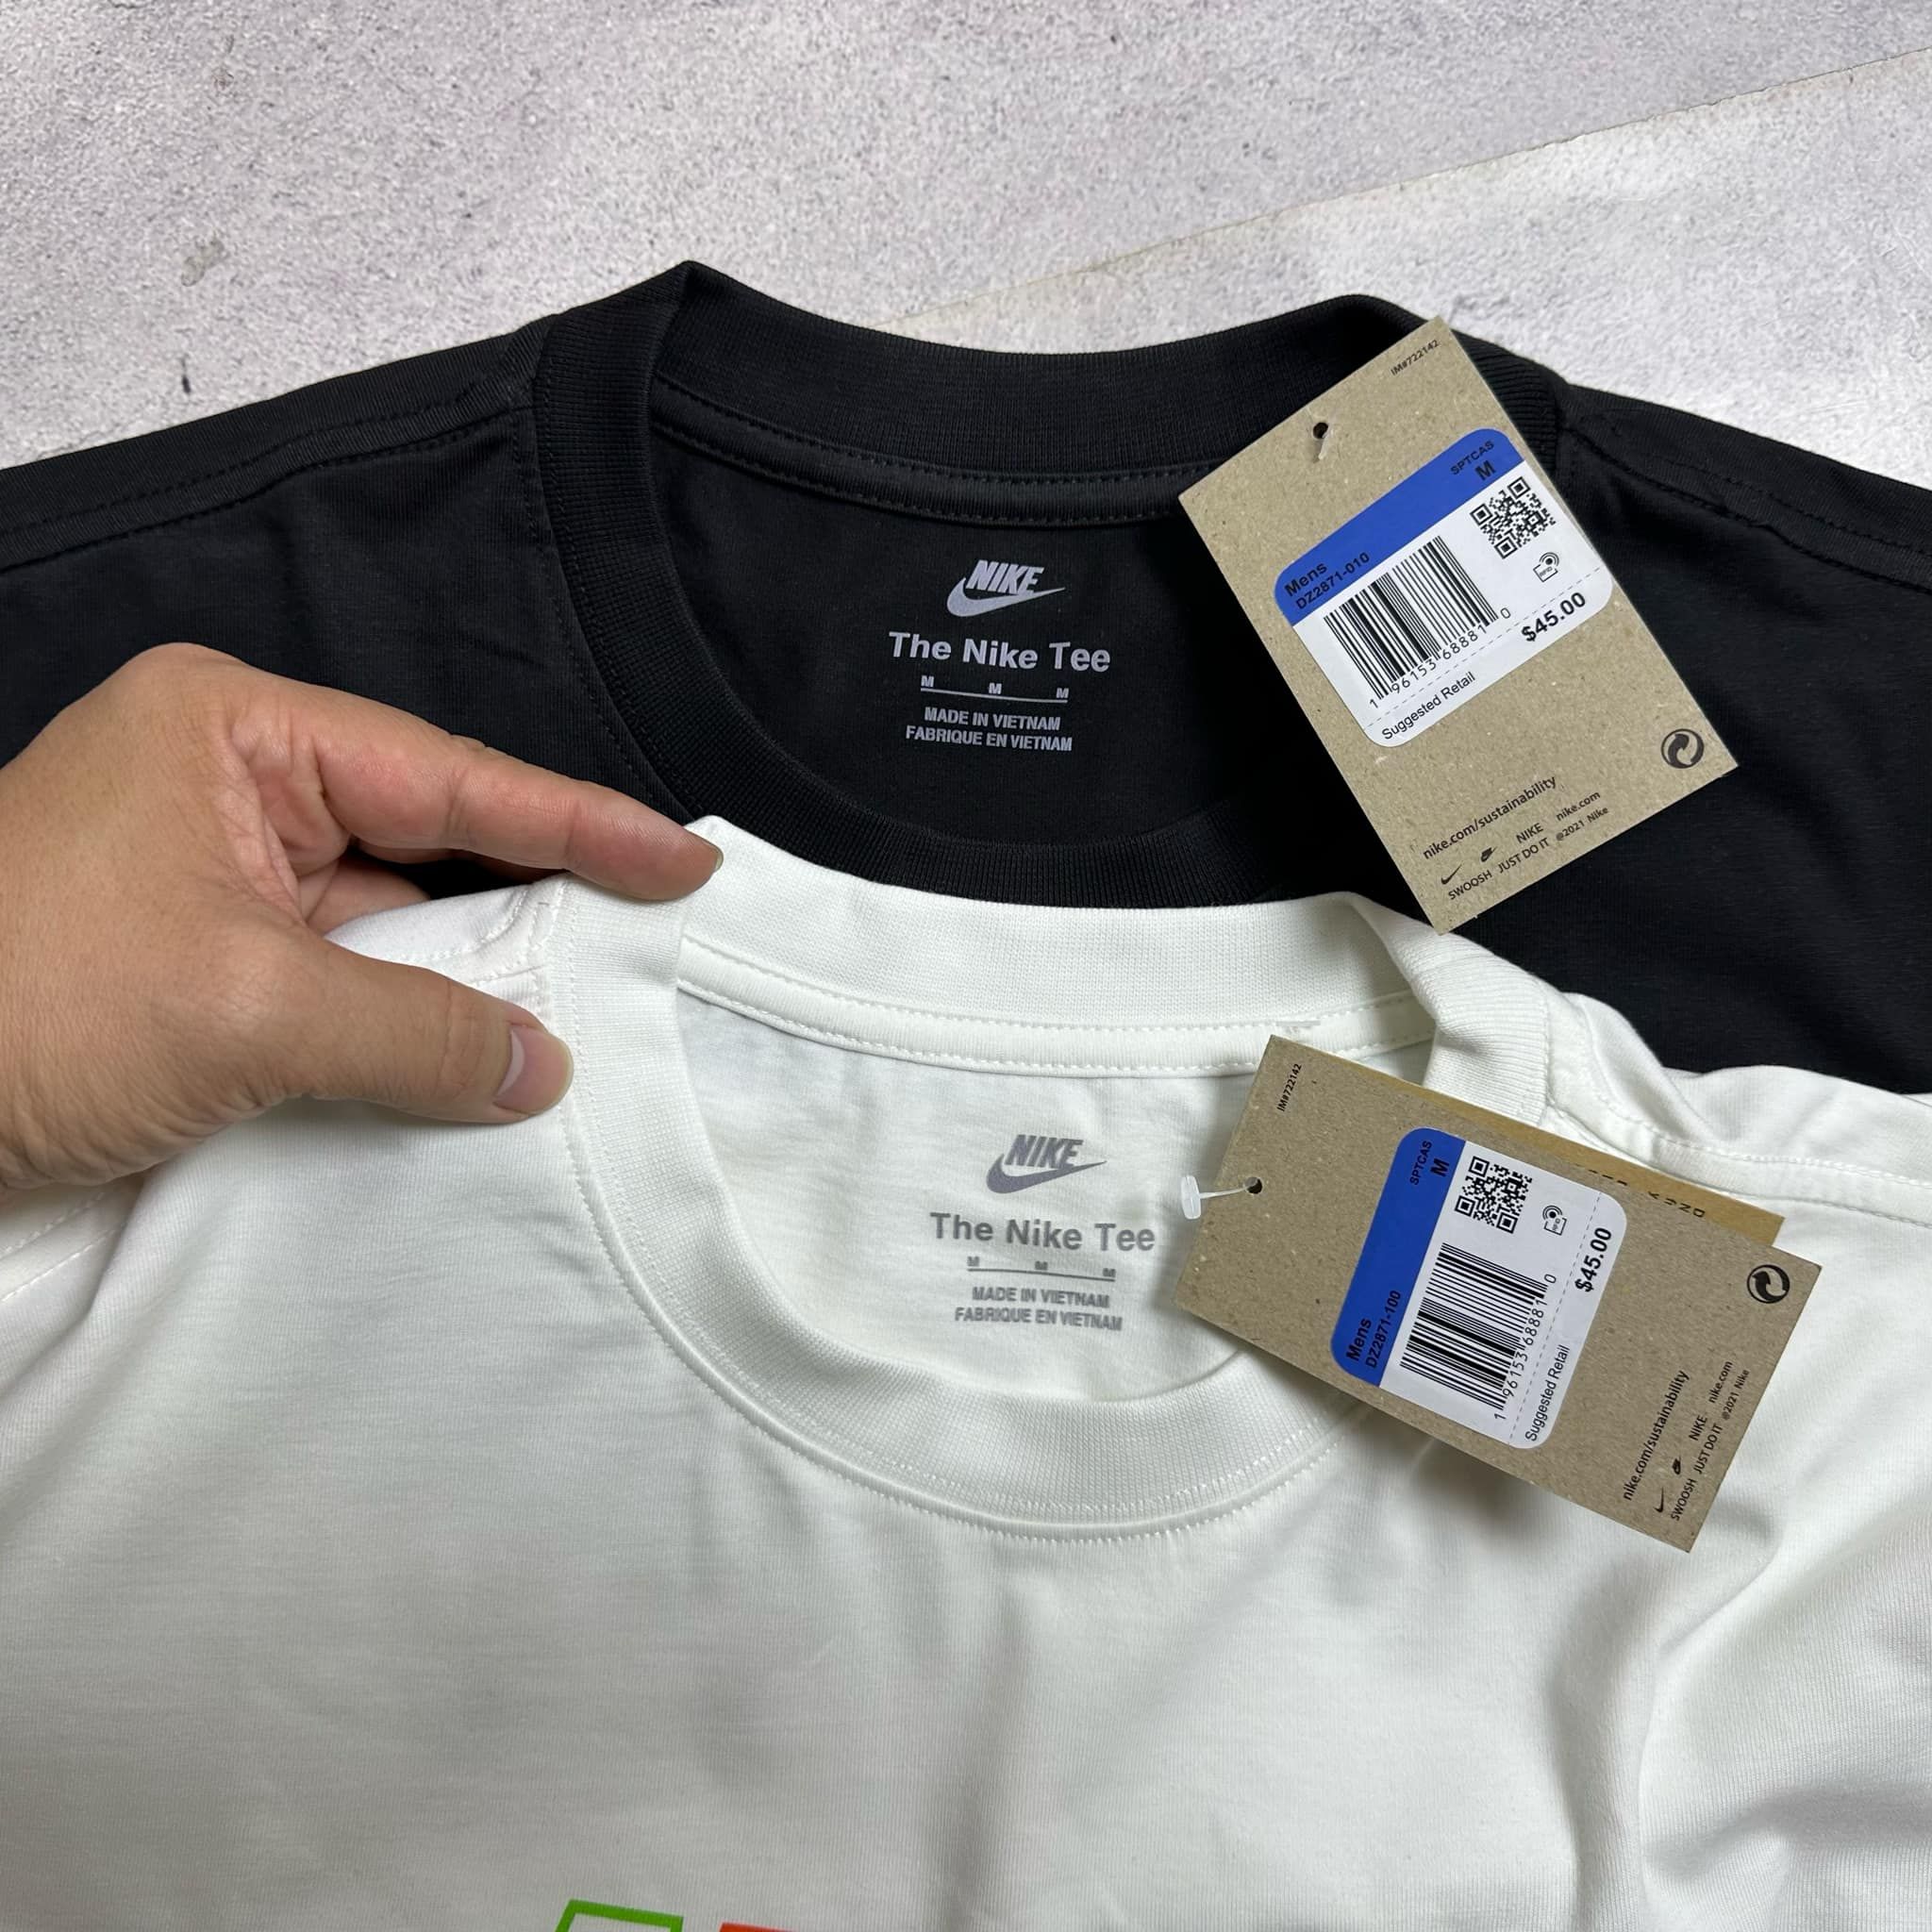 NIKE
The Nike Tee
M M M
MADE IN VIETNAM
FABRIQUE EN VIETNAM
IM#722142
SPTCAS
M
Mens
DZ2871-010
1 96153 68881 0
$45.00
Suggested Retail
nike.com/sustainability
NIKE nike.com
SWOOSH JUST DO IT @2021 Nike
NIKE
The Nike Tee
M M M
MADE IN VIETNAM
FABRIQUE EN VIETNAM
IM#722142
SPTCAS
M
Mens
DZ2871-100
1 96153 68881 0
$45.00
Suggested Retail
nike.com/sustainability
NIKE nike.com
SWOOSH JUST DO IT @2021 Nike